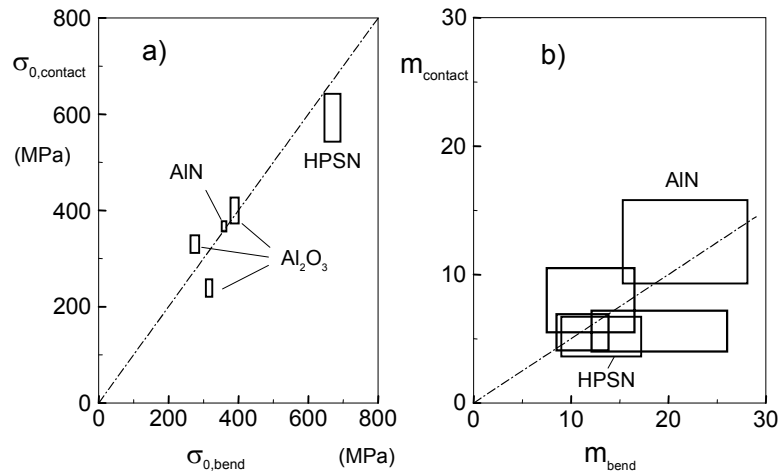 a)
σ0,contact
(MPa)
800
600
400
200
0
AlN
HPSN
Al2O3
0 200 400 600 800
σ0,bend (MPa)
b)
mcontact
30
20
10
0
AlN
HPSN
0 10 20 30
mbend